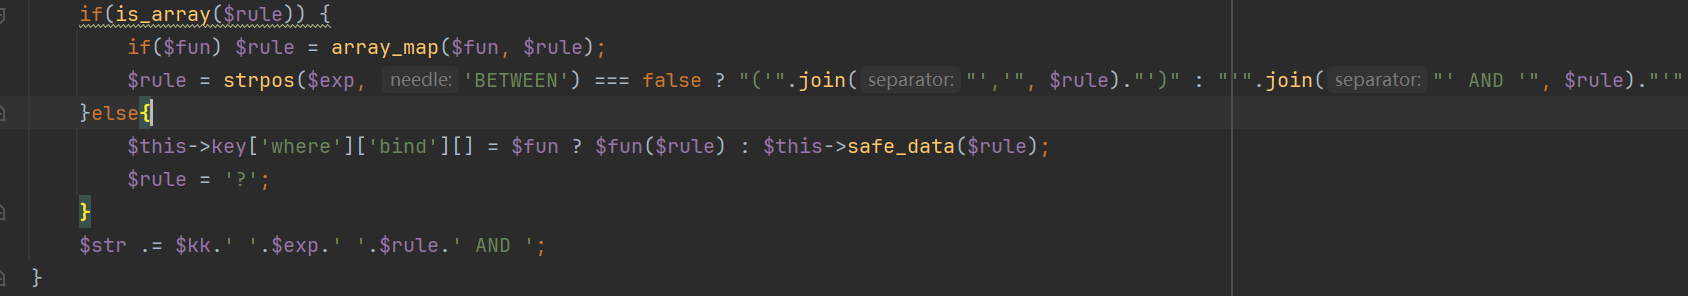 if(is_array($rule)) {
if($fun) $rule = array_map($fun, $rule);
$rule = strpos($exp, needle: 'BETWEEN') === false ? "('".join( separator: "','", $rule)."')" : "'".join( separator: "' AND '", $rule)."'"
}else{
$this->key['where']['bind'][] = $fun ? $fun($rule) : $this->safe_data($rule);
$rule = '?';
}
$str .= $kk.' '.$exp.' '.$rule.' AND ';
}